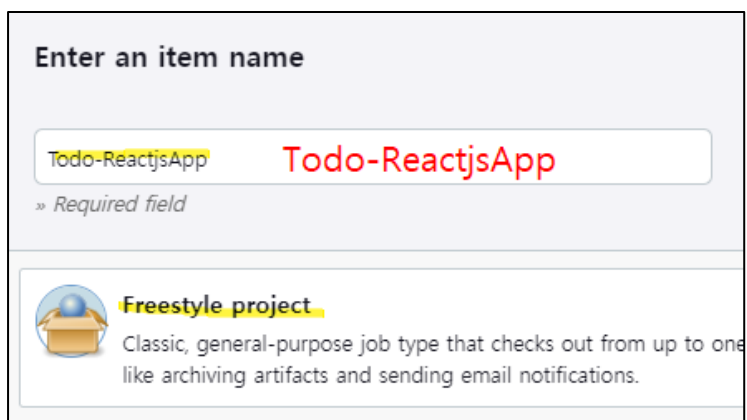 Enter an item name
Todo-ReactjsApp Todo-ReactjsApp
» Required field
Freestyle project
Classic, general-purpose job type that checks out from up to one
like archiving artifacts and sending email notifications.